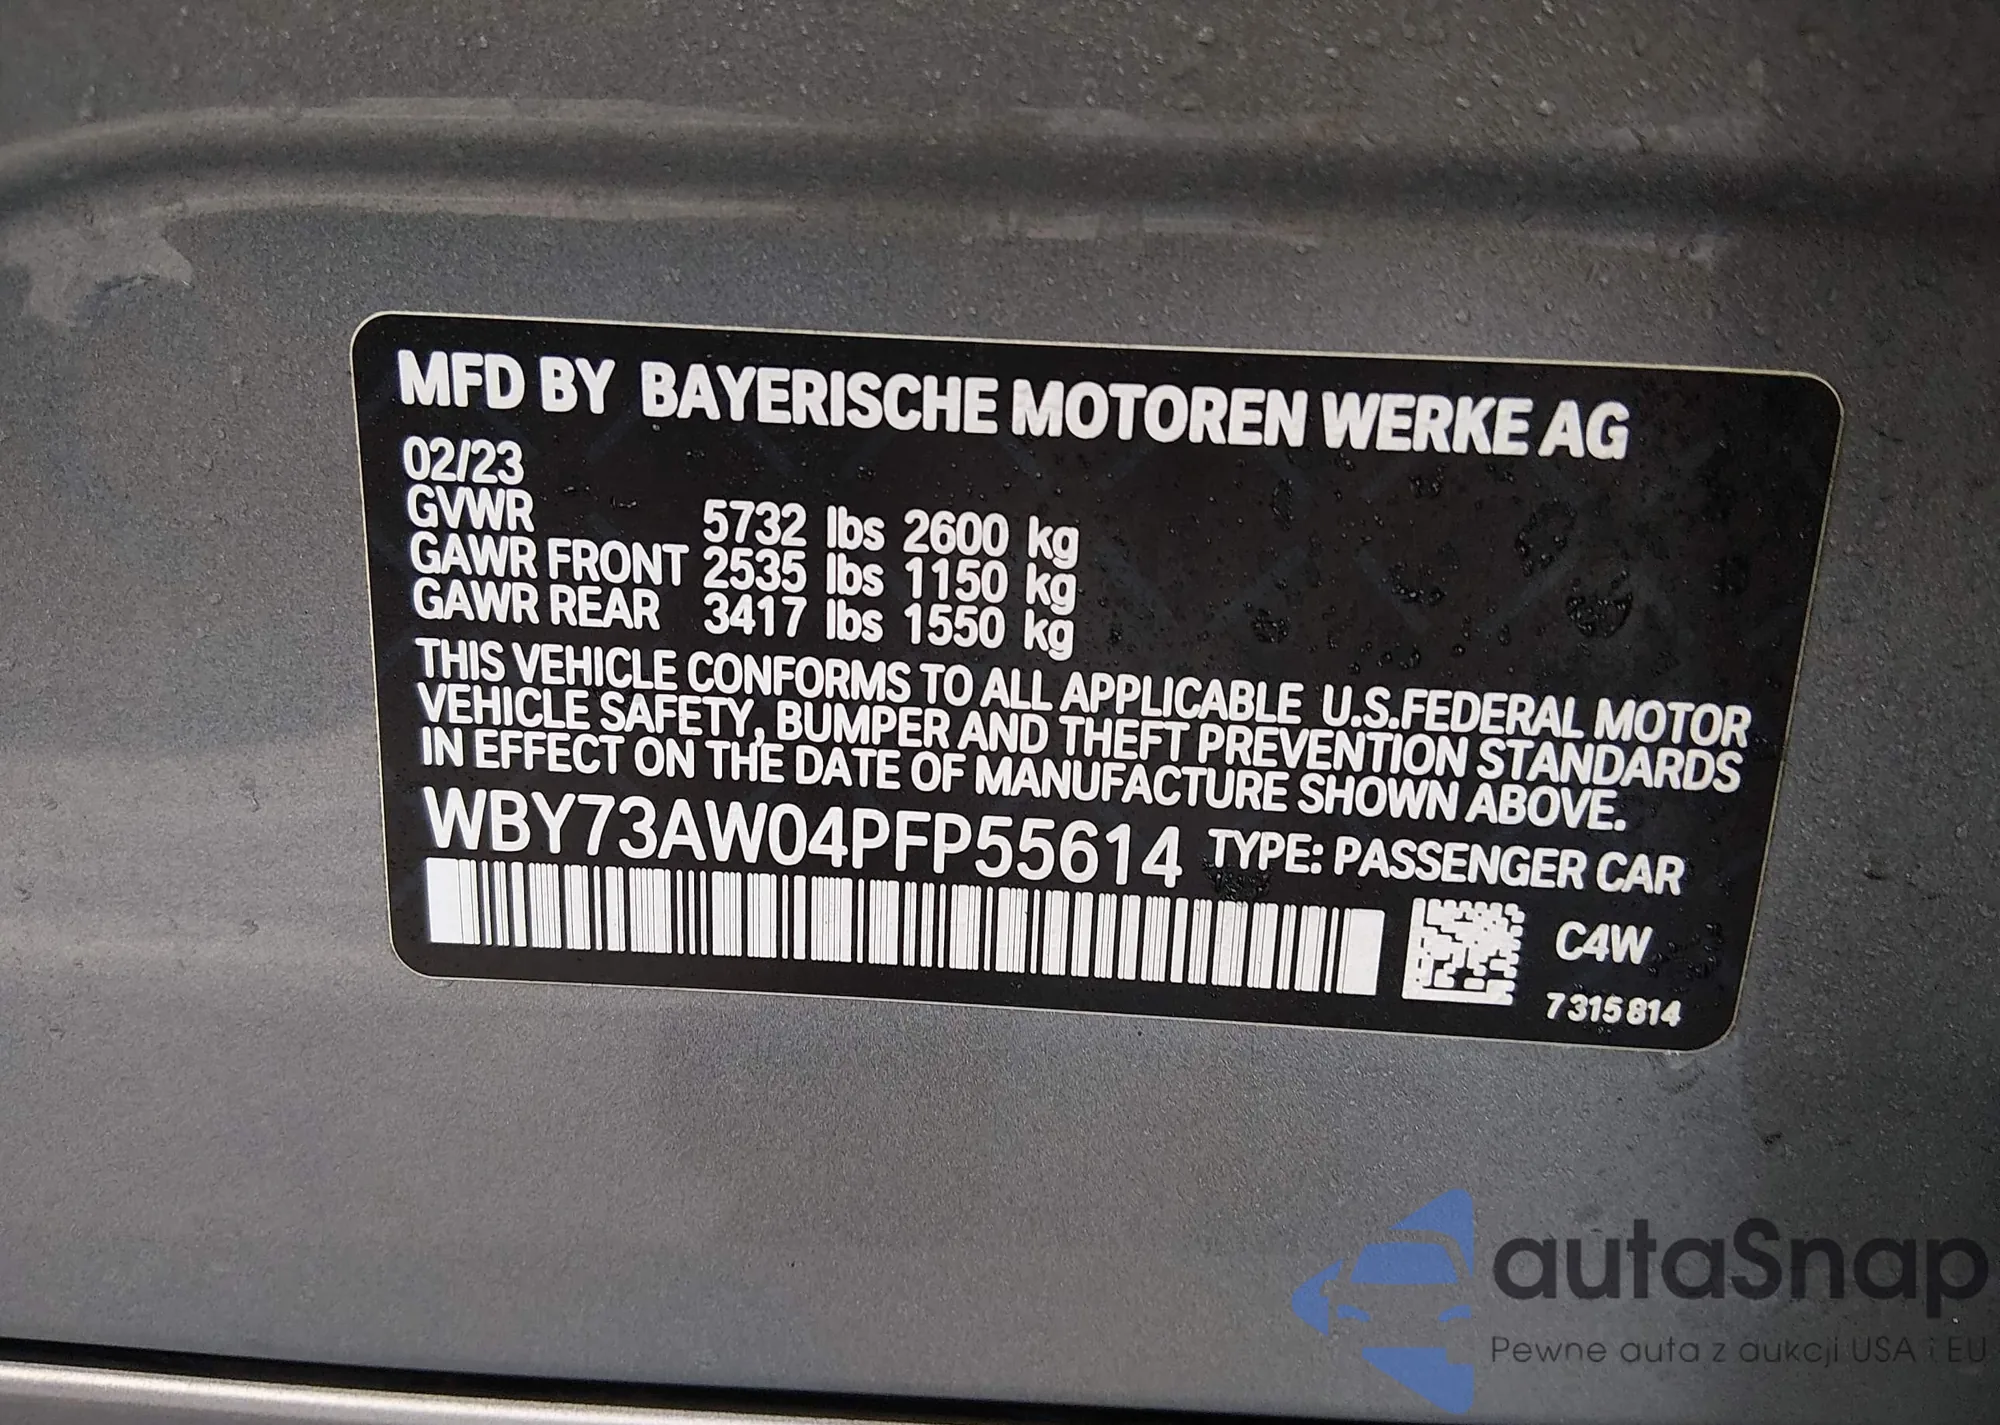 MFD BY BAYERISCHE MOTOREN WERKE AG
02/23
GVWR 5732 lbs 2600 kg
GAWR FRONT 2535 lbs 1150 kg
GAWR REAR 3417 lbs 1550 kg
THIS VEHICLE CONFORMS TO ALL APPLICABLE U.S.FEDERAL MOTOR
VEHICLE SAFETY, BUMPER AND THEFT PREVENTION STANDARDS
IN EFFECT ON THE DATE OF MANUFACTURE SHOWN ABOVE.
WBY73AW04PFP55614 TYPE: PASSENGER CAR
C4W
7 315 814
autaSnap
Pewne auta z aukcji USA i EU